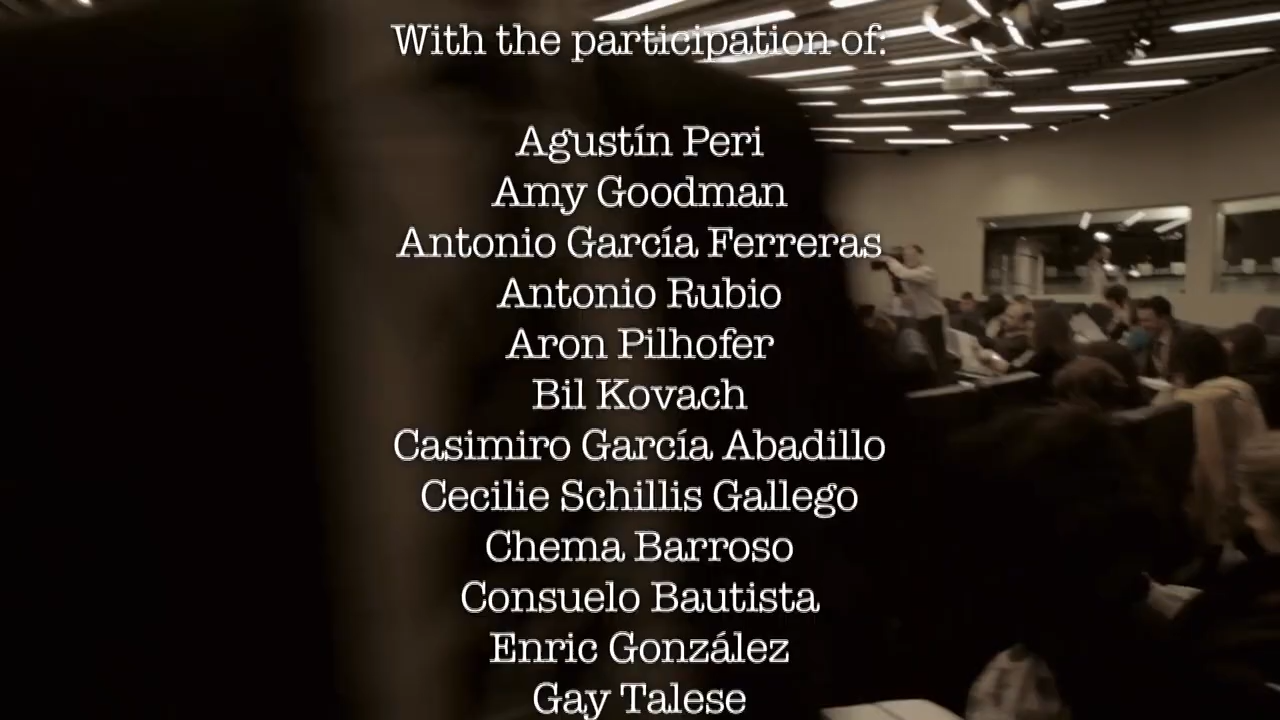 With the participation of:
Agustín Peri
Amy Goodman
Antonio García Ferreras
Antonio Rubio
Aron Pilhofer
Bil Kovach
Casimiro García Abadillo
Cecilie Schillis Gallego
Chema Barroso
Consuelo Bautista
Enric González
Gay Talese